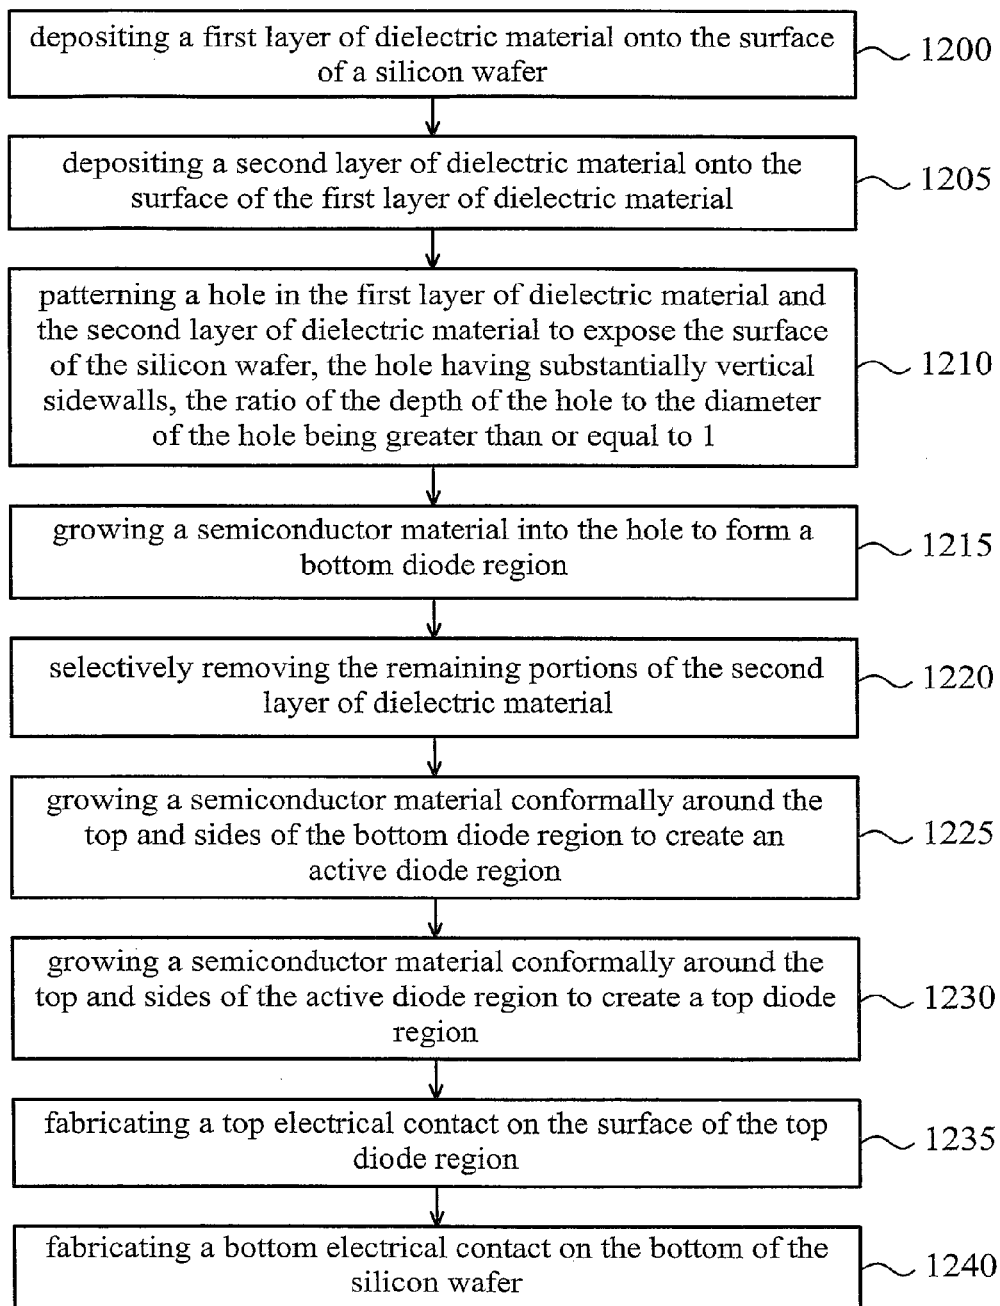 depositing a first layer of dielectric material onto the surface
of a silicon wafer
1200
depositing a second layer of dielectric material onto the
surface of the first layer of dielectric material
1205
patterning a hole in the first layer of dielectric material and
the second layer of dielectric material to expose the surface
of the silicon wafer, the hole having substantially vertical
sidewalls, the ratio of the depth of the hole to the diameter
of the hole being greater than or equal to 1
1210
growing a semiconductor material into the hole to form a
bottom diode region
1215
selectively removing the remaining portions of the second
layer of dielectric material
1220
growing a semiconductor material conformally around the
top and sides of the bottom diode region to create an
active diode region
1225
growing a semiconductor material conformally around the
top and sides of the active diode region to create a top diode
region
1230
fabricating a top electrical contact on the surface of the top
diode region
1235
fabricating a bottom electrical contact on the bottom of the
silicon wafer
1240